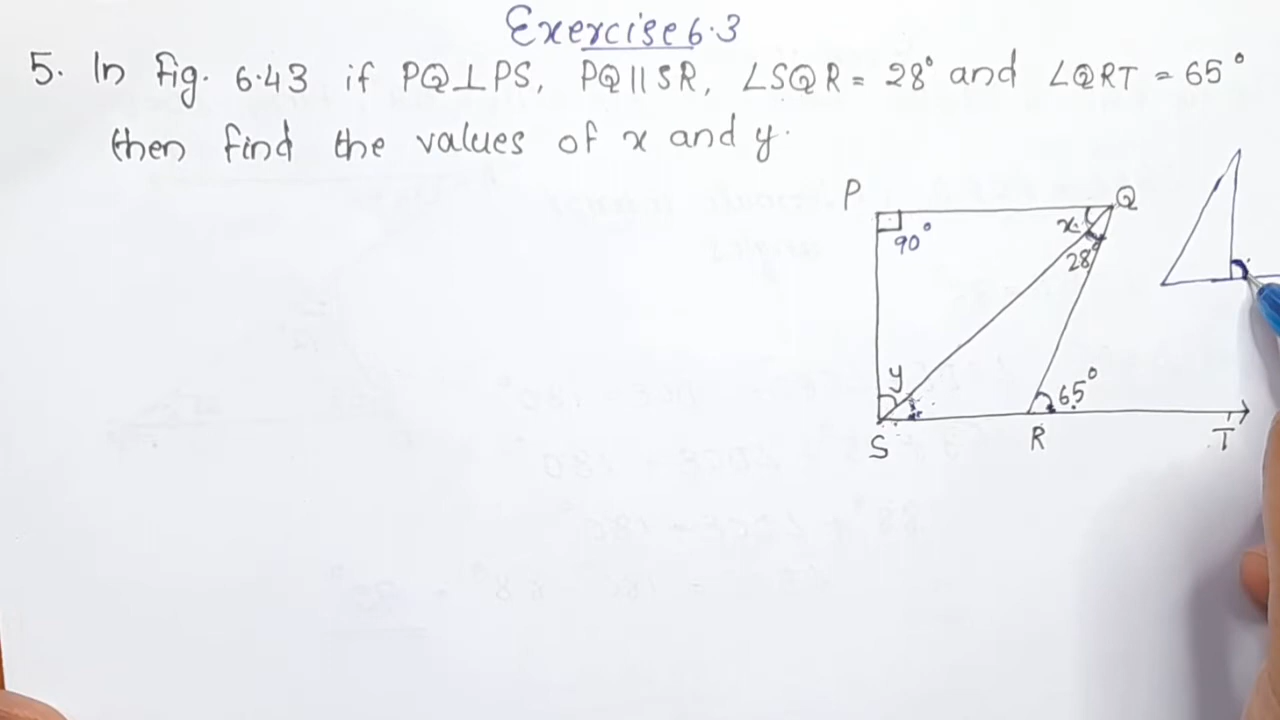 Exercise 6.3
5. In Fig. 6.43 if PQ⊥PS, PQ||SR, ∠SQR = 28° and ∠QRT = 65°
then find the values of x and y.
P
Q
90°
x
28°
y
65°
S
R
T